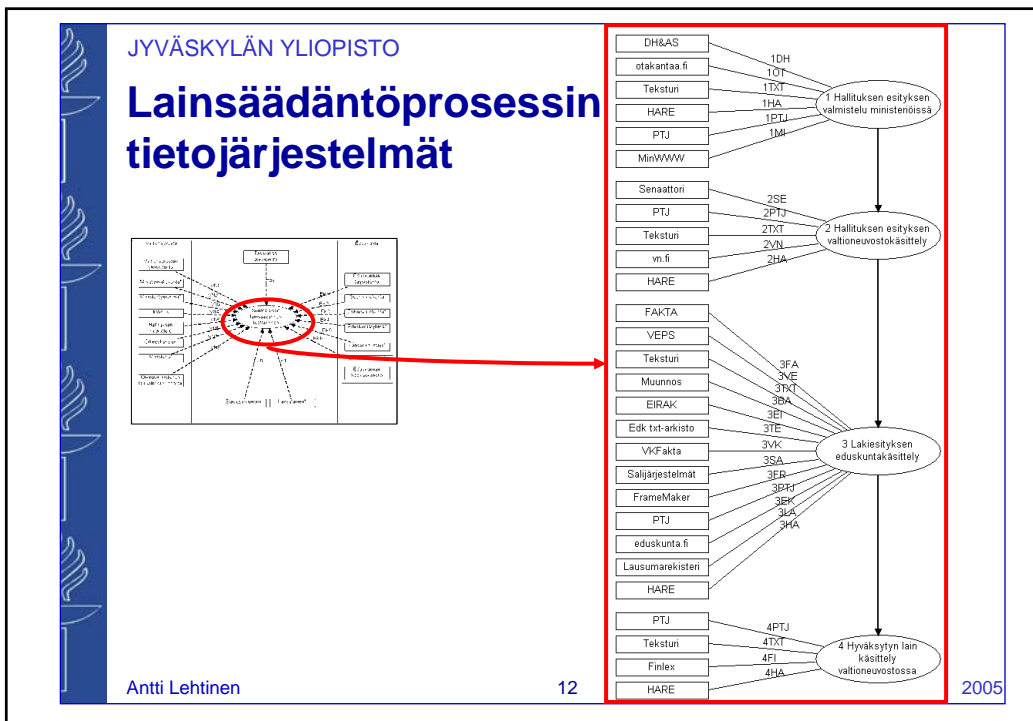 JYVÄSKYLÄN YLIOPISTO
Lainsäädäntöprosessin
tietojärjestelmät
DH&AS
otakantaa.fi
Teksturi
HARE
PTJ
MinWWW
1DH
1OT
1TXT
1HA
1PTJ
1MI
1 Hallituksen esityksen
valmistelu ministeriöissä
Senaattori
PTJ
Teksturi
vn.fi
HARE
2SE
2PTJ
2TXT
2VN
2HA
2 Hallituksen esityksen
valtioneuvostokäsittely
FAKTA
VEPS
Teksturi
Muunnos
EIRAK
Edk txt-arkisto
VKFakta
Salijärjestelmät
FrameMaker
PTJ
eduskunta.fi
Lausumarekisteri
HARE
3FA
3VE
3TXT
3BA
3EI
3TE
3VK
3SA
3FR
3PTJ
3EK
3LA
3HA
3 Lakiesityksen
eduskuntakäsittely
PTJ
Teksturi
Finlex
HARE
4PTJ
4TXT
4FI
4HA
4 Hyväksytyn lain
käsittely
valtioneuvostossa
Antti Lehtinen
12
2005